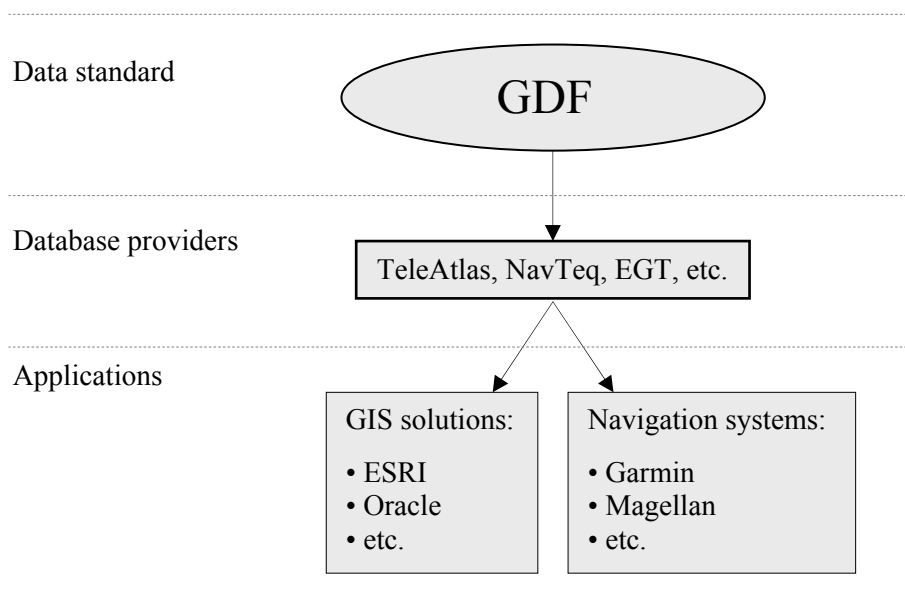 Data standard
GDF
Database providers
TeleAtlas, NavTeq, EGT, etc.
Applications
GIS solutions:
• ESRI
• Oracle
• etc.
Navigation systems:
• Garmin
• Magellan
• etc.